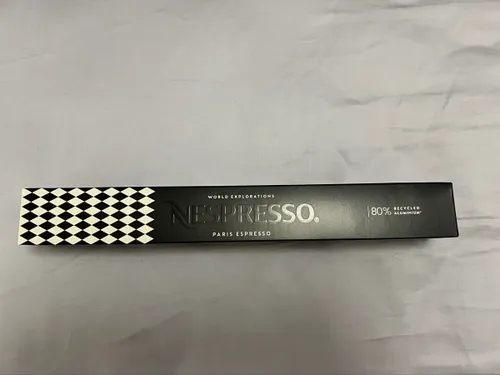 WORLD EXPLORATIONS
NESPRESSO®
PARIS ESPRESSO
80% RECYCLED
ALUMINIUM*